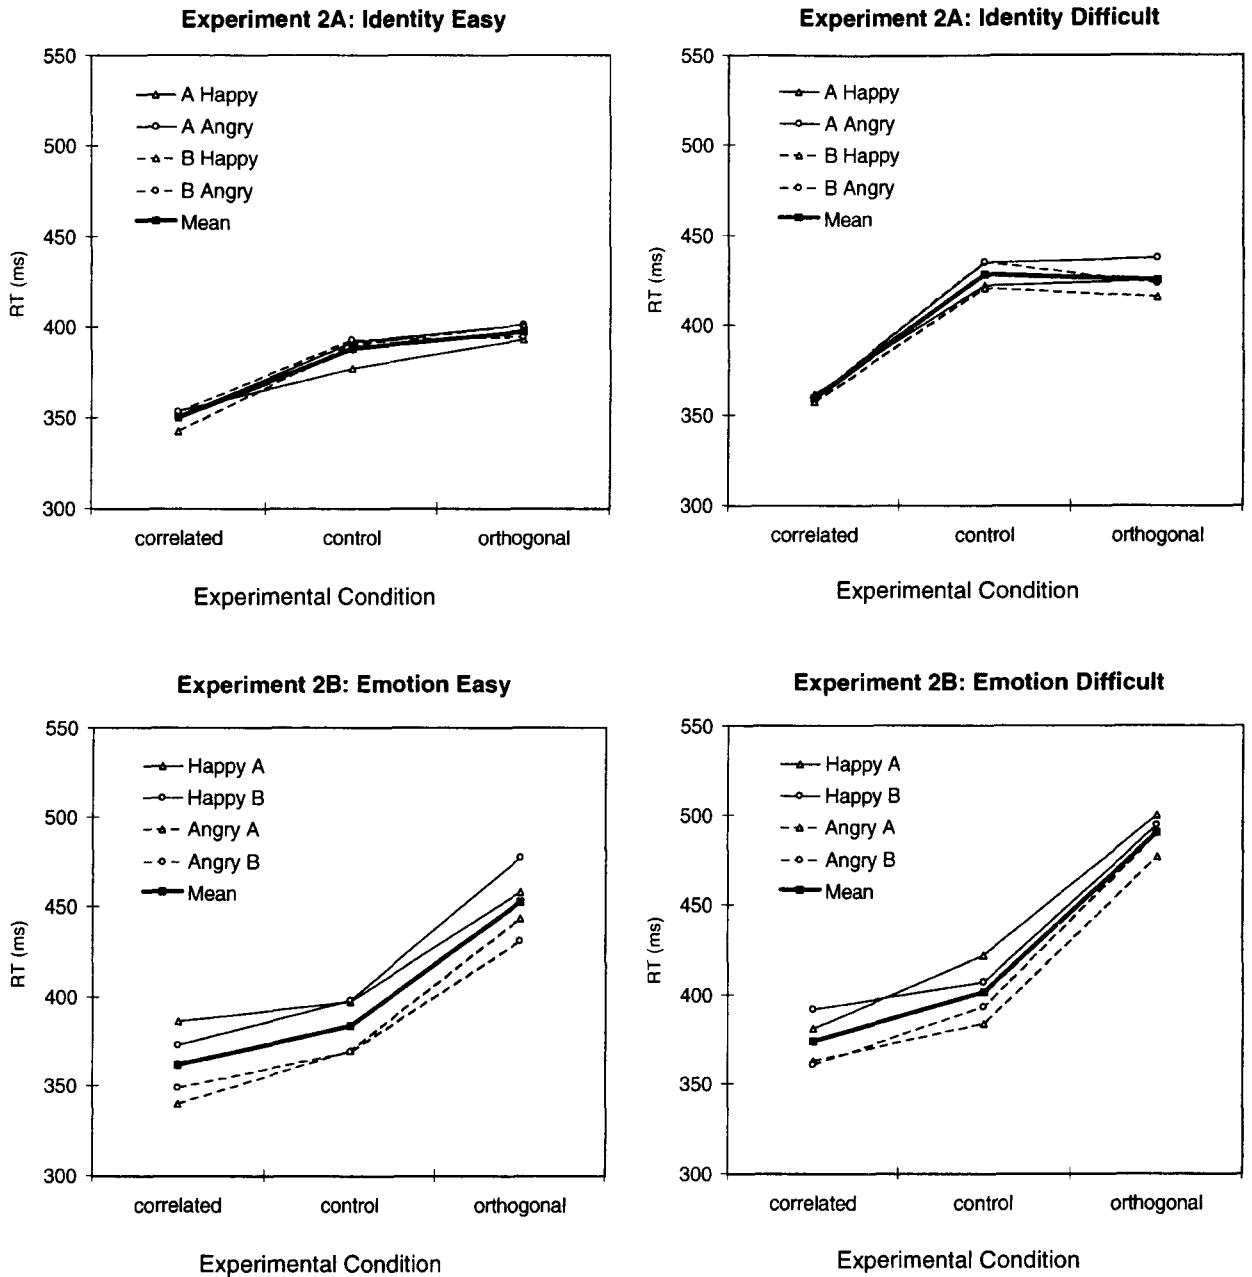 Experiment 2A: Identity Easy
550
500
450
400
350
300
RT (ms)
A Happy
A Angry
B Happy
B Angry
Mean
correlated control orthogonal
Experimental Condition
Experiment 2A: Identity Difficult
550
500
450
400
350
300
RT (ms)
A Happy
A Angry
B Happy
B Angry
Mean
correlated control orthogonal
Experimental Condition
Experiment 2B: Emotion Easy
550
500
450
400
350
300
RT (ms)
Happy A
Happy B
Angry A
Angry B
Mean
correlated control orthogonal
Experimental Condition
Experiment 2B: Emotion Difficult
550
500
450
400
350
300
RT (ms)
Happy A
Happy B
Angry A
Angry B
Mean
correlated control orthogonal
Experimental Condition